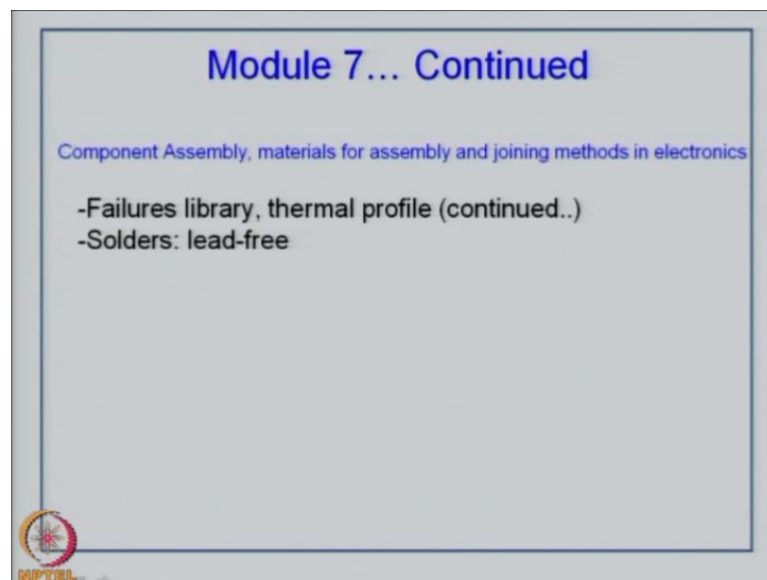 Module 7... Continued
Component Assembly, materials for assembly and joining methods in electronics
-Failures library, thermal profile (continued..)
-Solders: lead-free
NPTEL